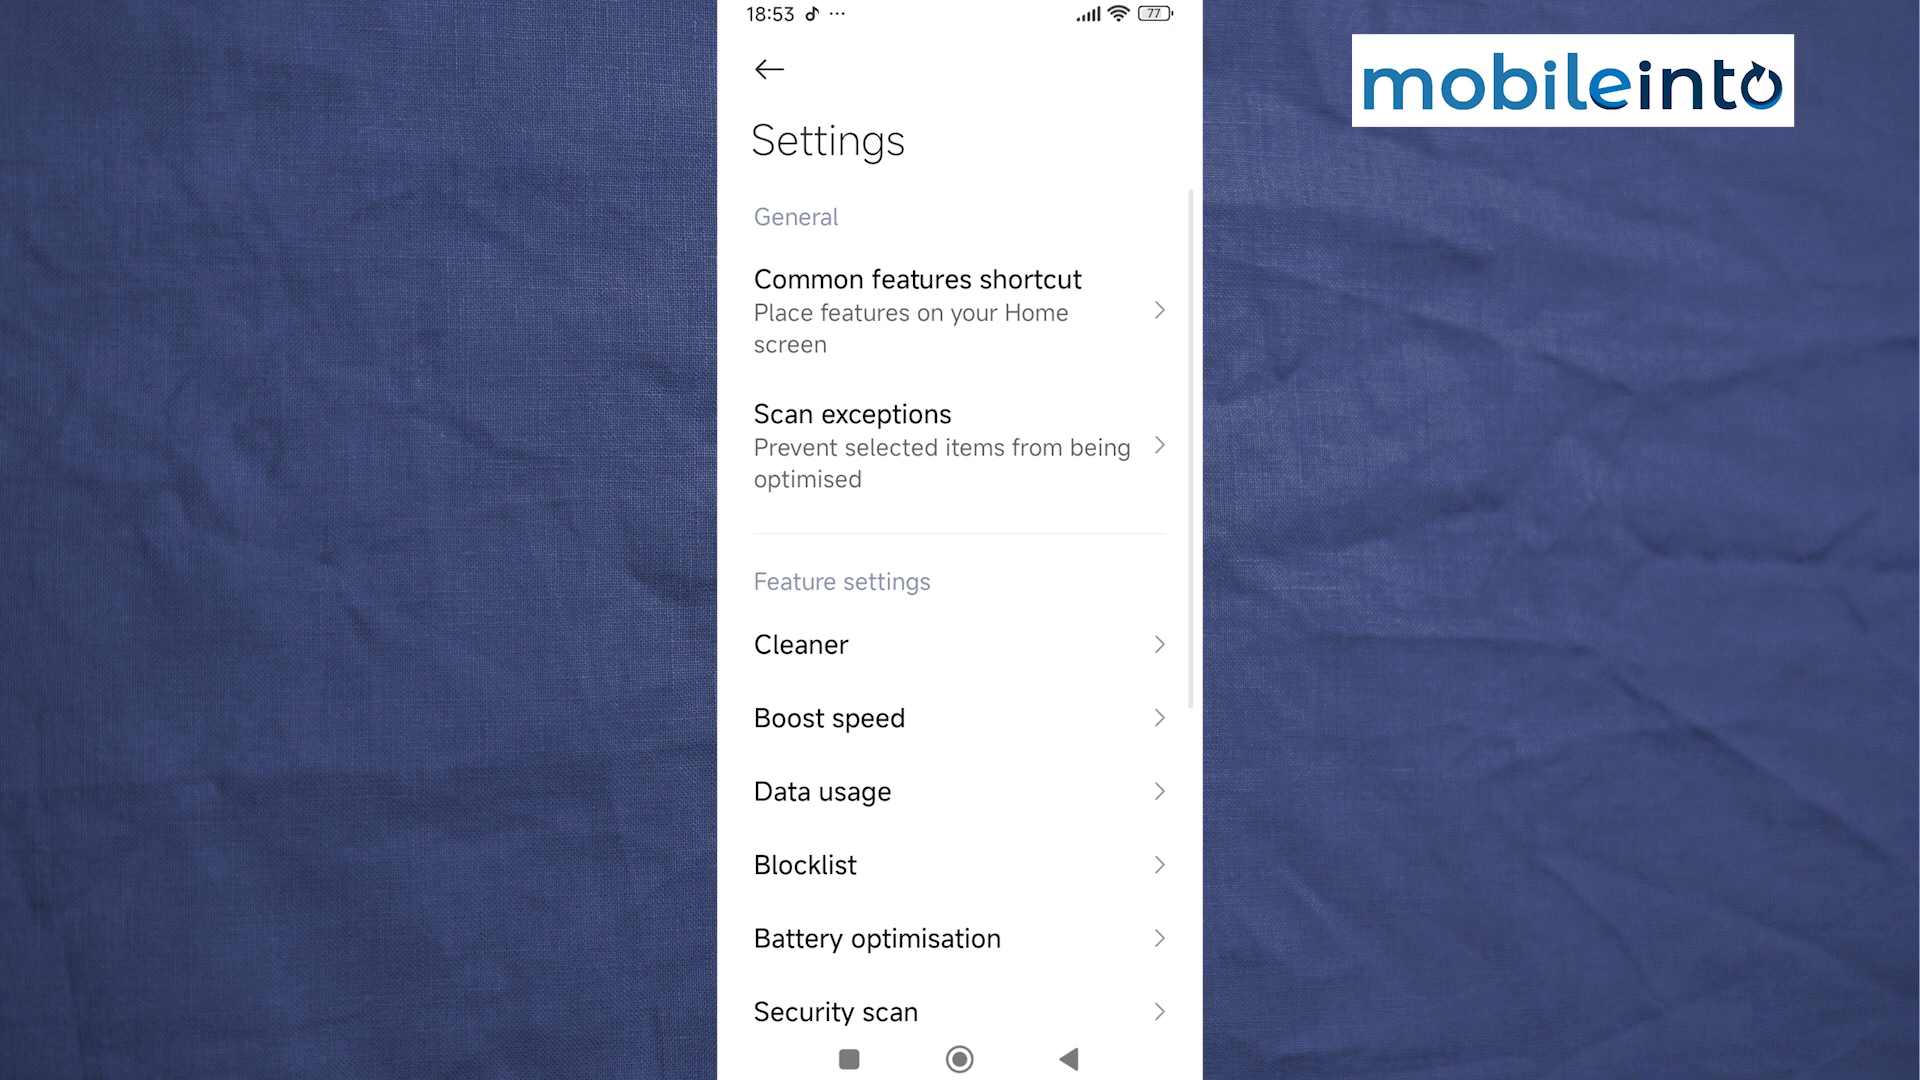 18:53
77
mobileinto
Settings
General
Common features shortcut
Place features on your Home
screen
Scan exceptions
Prevent selected items from being
optimised
Feature settings
Cleaner
Boost speed
Data usage
Blocklist
Battery optimisation
Security scan